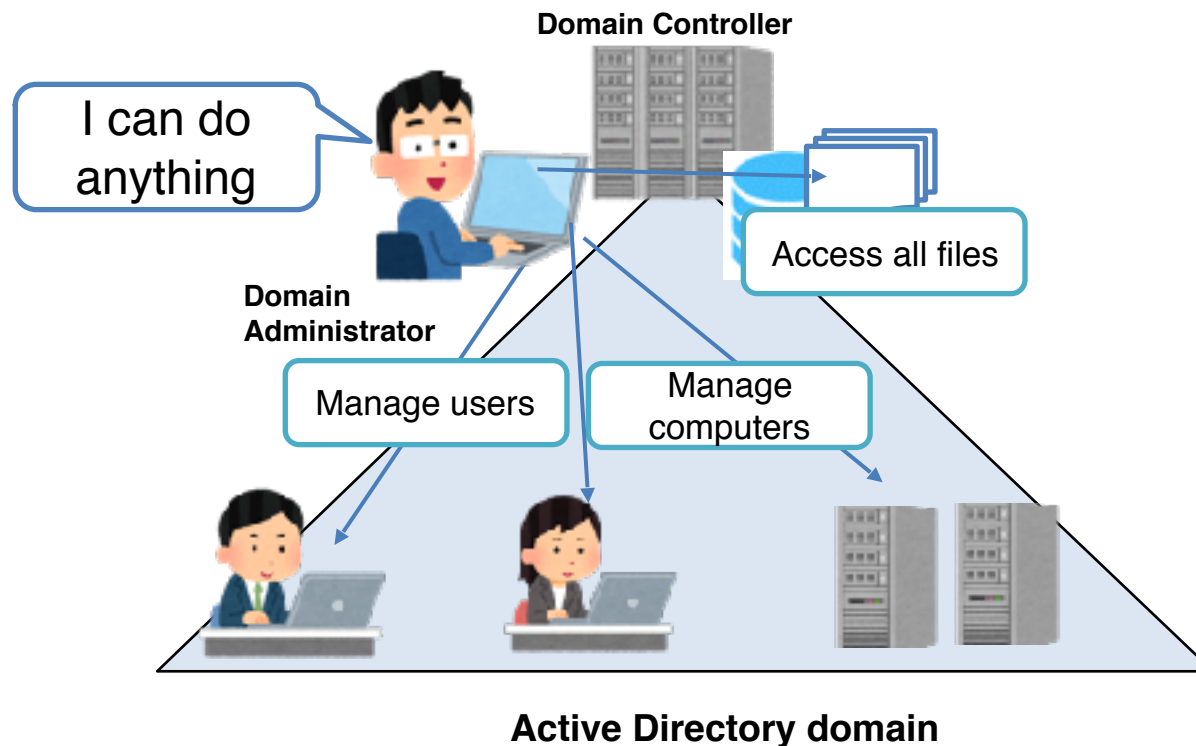 Domain Controller
I can do
anything
Access all files
Domain
Administrator
Manage users
Manage
computers
Active Directory domain